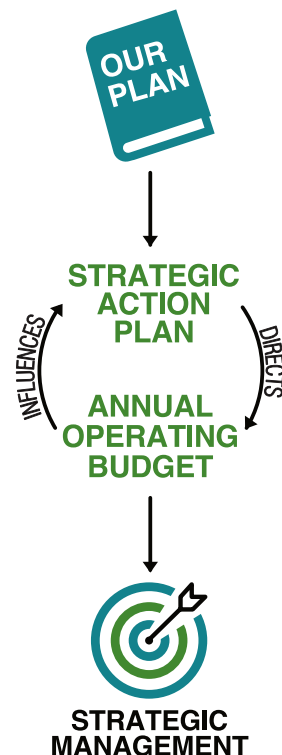 OUR
PLAN
STRATEGIC
ACTION
PLAN
INFLUENCES
DIRECTS
ANNUAL
OPERATING
BUDGET
STRATEGIC
MANAGEMENT